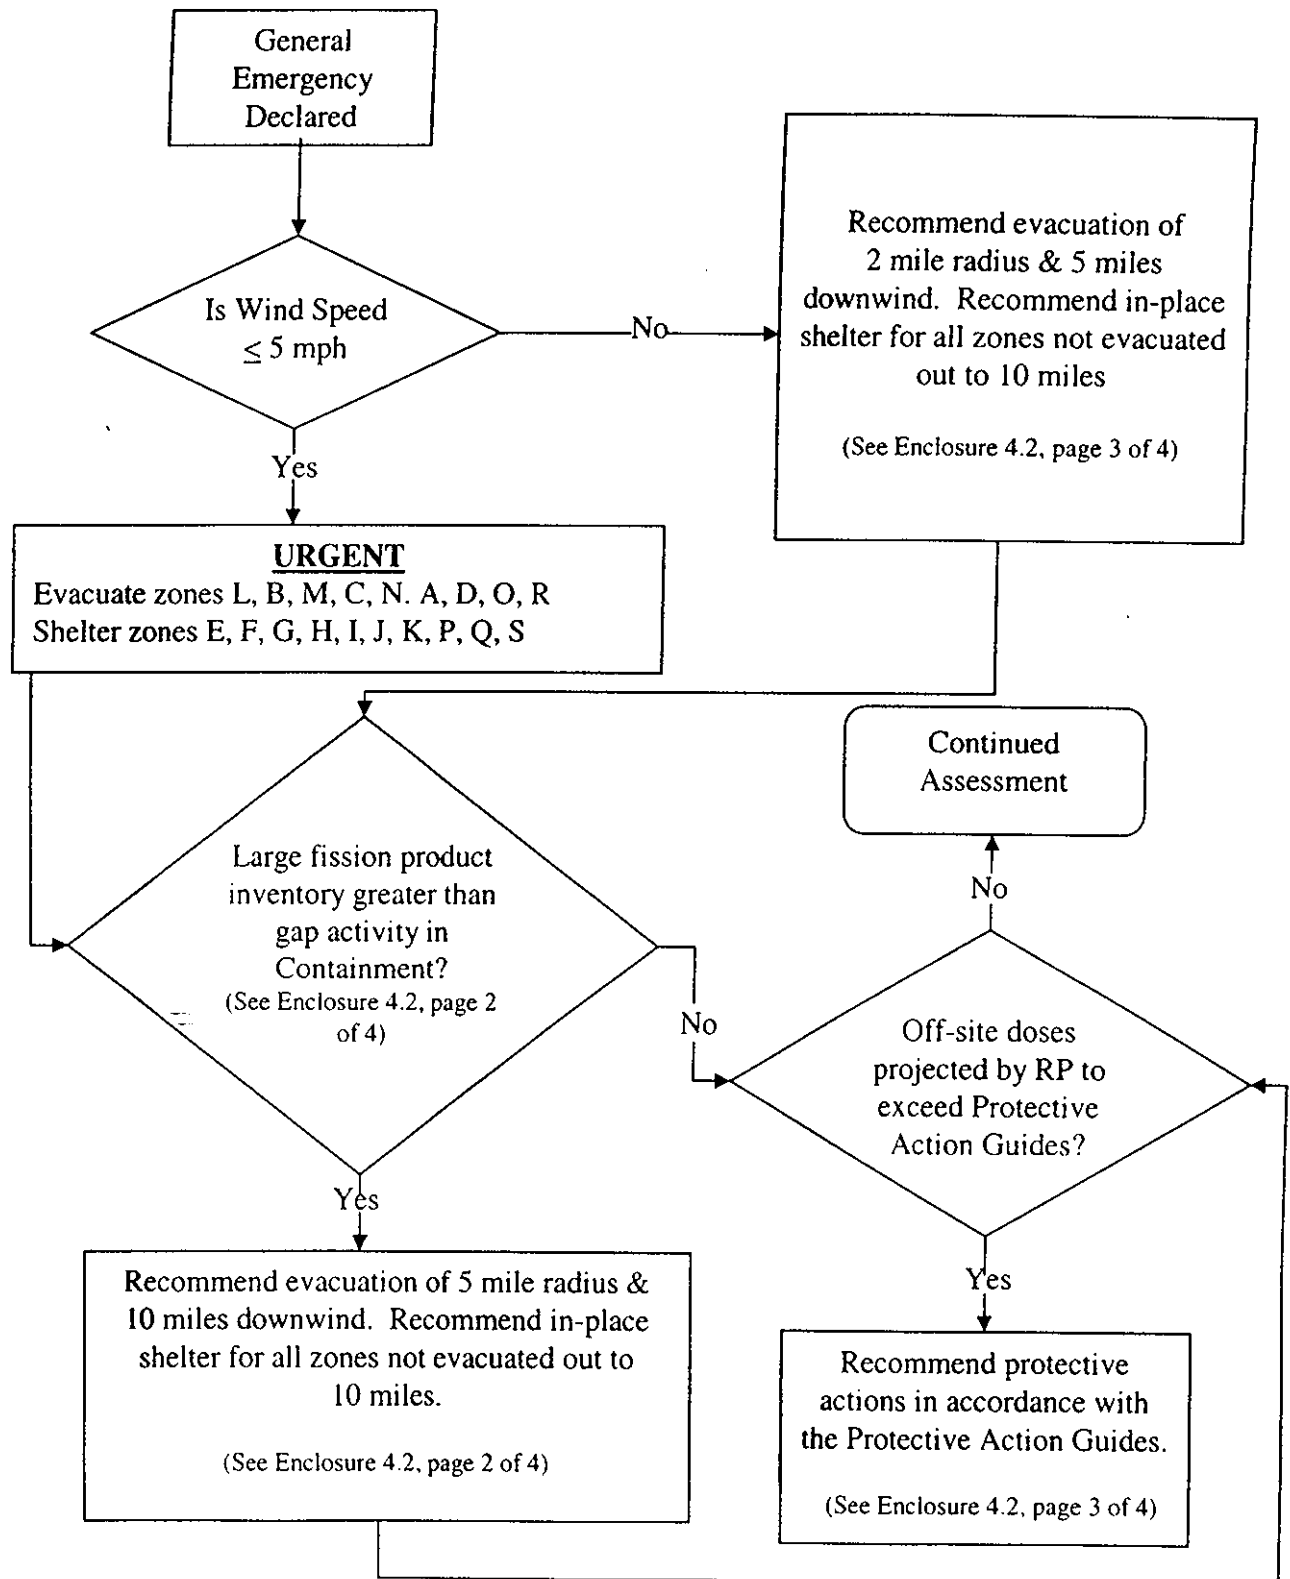 General
Emergency
Declared
Is Wind Speed
≤ 5 mph
No
Recommend evacuation of
2 mile radius & 5 miles
downwind. Recommend in-place
shelter for all zones not evacuated
out to 10 miles
(See Enclosure 4.2, page 3 of 4)
Yes
URGENT
Evacuate zones L, B, M, C, N. A, D, O, R
Shelter zones E, F, G, H, I, J, K, P, Q, S
Continued
Assessment
No
Large fission product
inventory greater than
gap activity in
Containment?
(See Enclosure 4.2, page 2
of 4)
No
Off-site doses
projected by RP to
exceed Protective
Action Guides?
Yes
Recommend evacuation of 5 mile radius &
10 miles downwind. Recommend in-place
shelter for all zones not evacuated out to
10 miles.
(See Enclosure 4.2, page 2 of 4)
Yes
Recommend protective
actions in accordance with
the Protective Action Guides.
(See Enclosure 4.2, page 3 of 4)